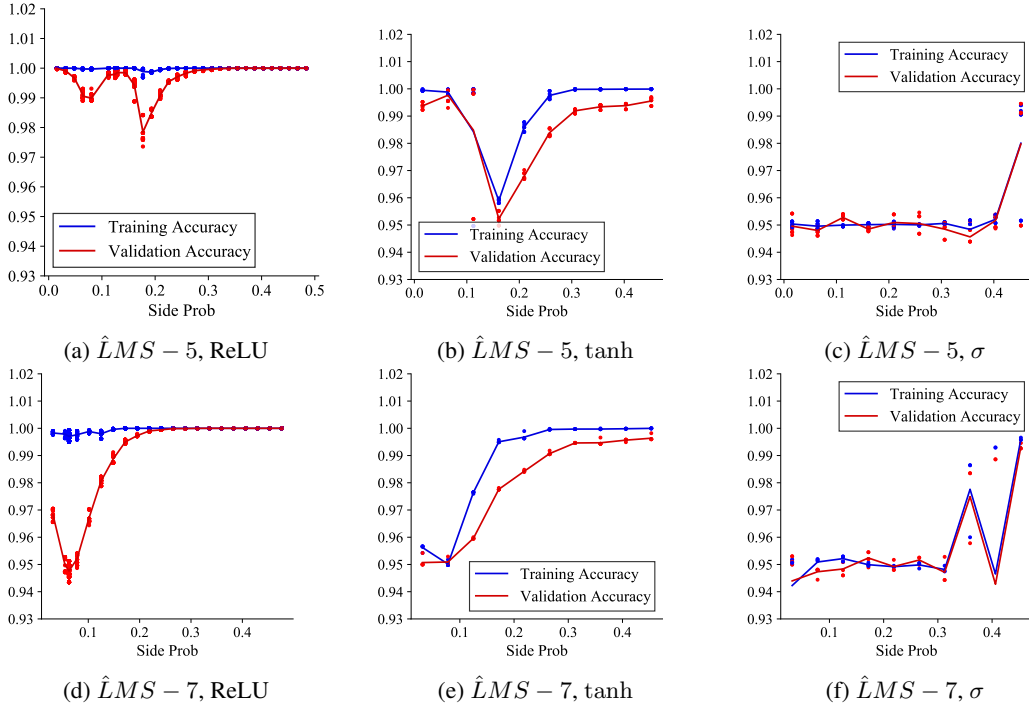 1.02
1.01
1.00
0.99
0.98
0.97
0.96
0.95
0.94
0.93
Training Accuracy
Validation Accuracy
0.0 0.1 0.2 0.3 0.4 0.5
Side Prob
(a) L̂MS − 5, ReLU
1.02
1.01
1.00
0.99
0.98
0.97
0.96
0.95
0.94
0.93
Training Accuracy
Validation Accuracy
0.0 0.1 0.2 0.3 0.4
Side Prob
(b) L̂MS − 5, tanh
1.02
1.01
1.00
0.99
0.98
0.97
0.96
0.95
0.94
0.93
Training Accuracy
Validation Accuracy
0.0 0.1 0.2 0.3 0.4
Side Prob
(c) L̂MS − 5, σ
1.02
1.01
1.00
0.99
0.98
0.97
0.96
0.95
0.94
0.93
0.1 0.2 0.3 0.4
Side Prob
(d) L̂MS − 7, ReLU
1.02
1.01
1.00
0.99
0.98
0.97
0.96
0.95
0.94
0.93
Training Accuracy
Validation Accuracy
0.1 0.2 0.3 0.4
Side Prob
(e) L̂MS − 7, tanh
1.02
1.01
1.00
0.99
0.98
0.97
0.96
0.95
0.94
0.93
Training Accuracy
Validation Accuracy
0.1 0.2 0.3 0.4
Side Prob
(f) L̂MS − 7, σ